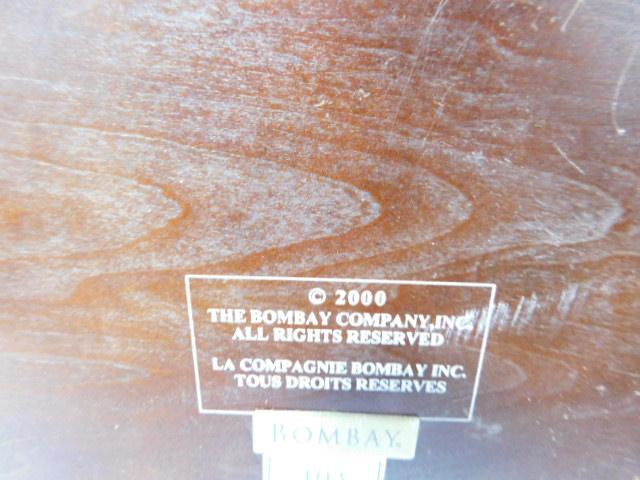 © 2000
THE BOMBAY COMPANY, INC.
ALL RIGHTS RESERVED
LA COMPAGNIE BOMBAY INC.
TOUS DROITS RESERVES
BOMBAY®